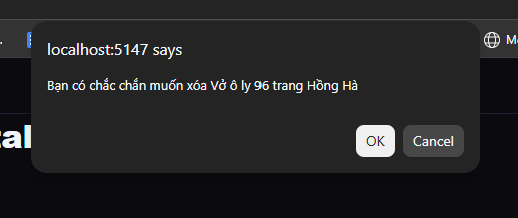 localhost:5147 says
Bạn có chắc chắn muốn xóa Vở ô ly 96 trang Hồng Hà
OK Cancel